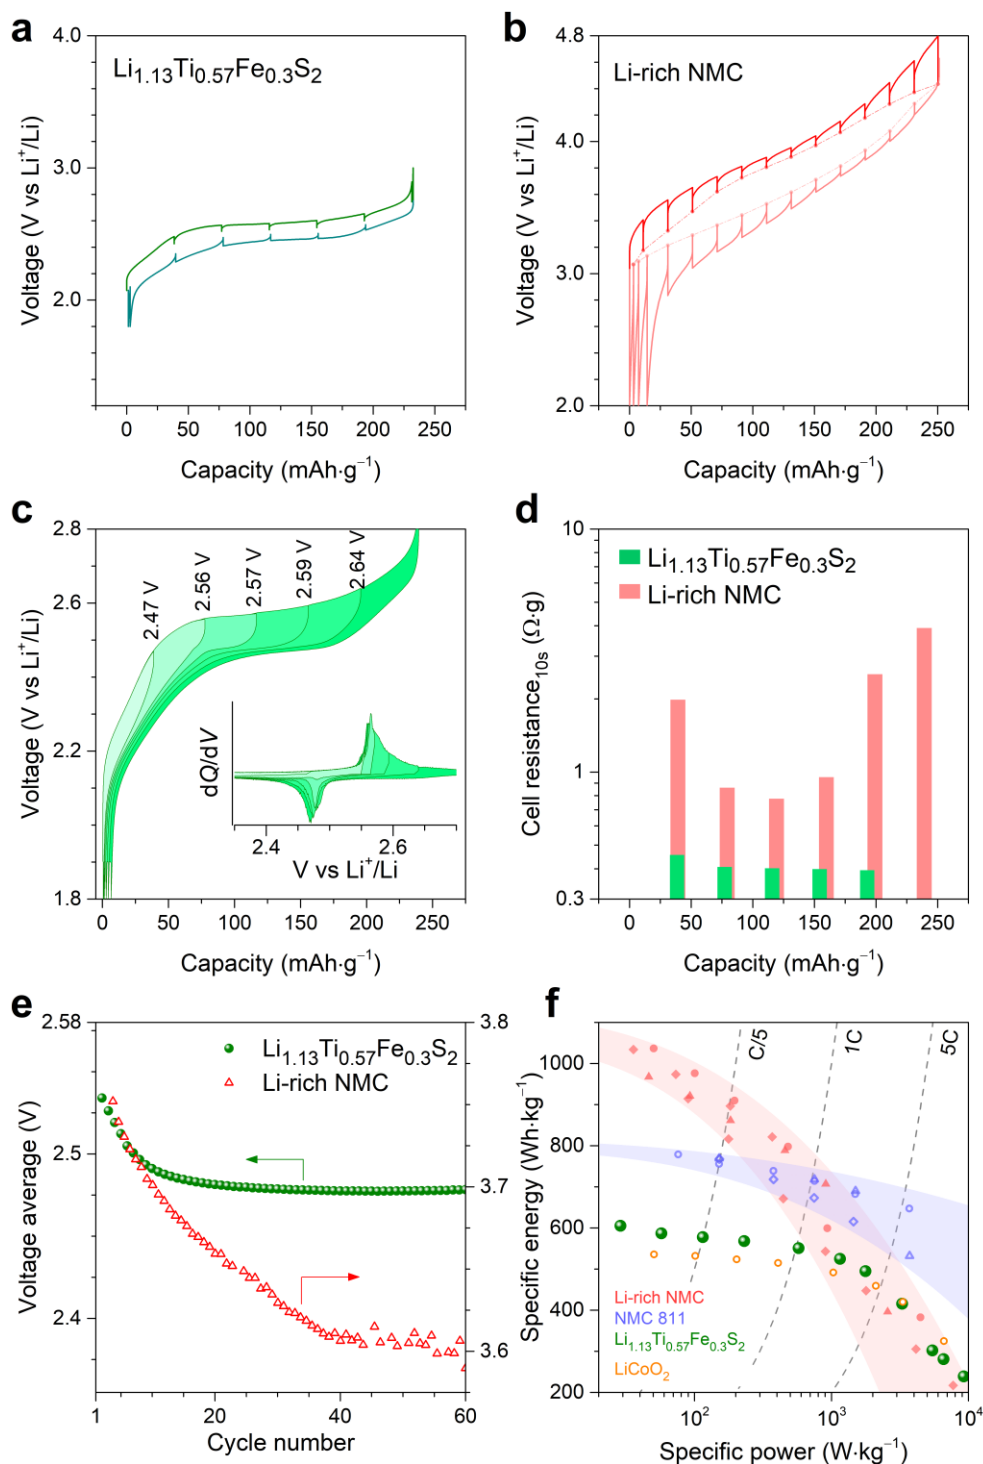 a
4.0
Li1.13Ti0.57Fe0.3S2
3.0
2.0
Voltage (V vs Li+/Li)
0 50 100 150 200 250
Capacity (mAh·g−1)
b
4.8
Li-rich NMC
4.0
3.0
2.0
Voltage (V vs Li+/Li)
0 50 100 150 200 250
Capacity (mAh·g−1)
c
2.8
2.6
2.2
1.8
Voltage (V vs Li+/Li)
2.47 V
2.56 V
2.57 V
2.59 V
2.64 V
dQ/dV
2.4 2.6
V vs Li+/Li
0 50 100 150 200 250
Capacity (mAh·g−1)
d
10
1
0.3
Cell resistance10s (Ω·g)
Li1.13Ti0.57Fe0.3S2
Li-rich NMC
0 50 100 150 200 250
Capacity (mAh·g−1)
e
2.58
2.5
2.4
Voltage average (V)
Li1.13Ti0.57Fe0.3S2
Li-rich NMC
3.8
3.7
3.6
1 20 40 60
Cycle number
f
1000
800
600
400
200
Specific energy (Wh·kg−1)
C/5
1C
5C
Li-rich NMC
NMC 811
Li1.13Ti0.57Fe0.3S2
LiCoO2
10^2 10^3 10^4
Specific power (W·kg−1)